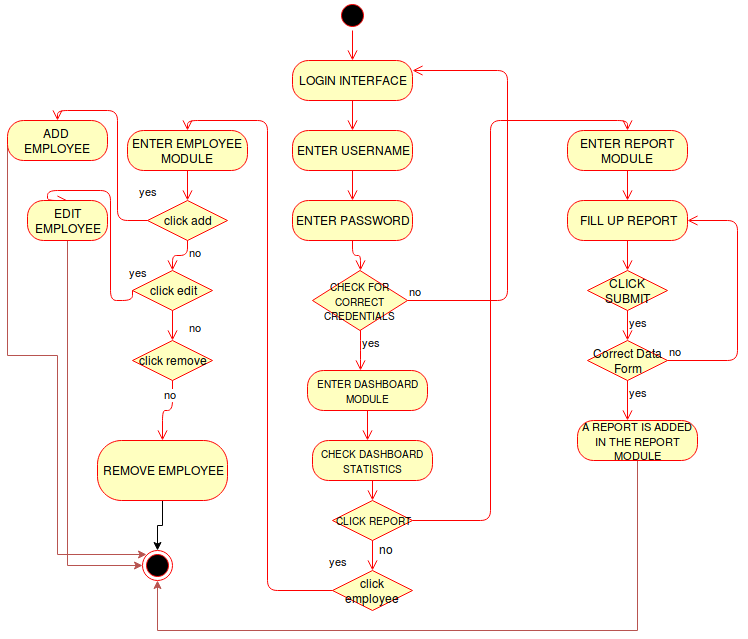 LOGIN INTERFACE
ADD
EMPLOYEE
ENTER EMPLOYEE
MODULE
ENTER USERNAME
ENTER REPORT
MODULE
yes
EDIT
EMPLOYEE
click add
ENTER PASSWORD
FILL UP REPORT
no
yes
click edit
CHECK FOR
CORRECT
CREDENTIALS
no
CLICK
SUBMIT
no
yes
yes
click remove
Correct Data
Form
no
no
ENTER DASHBOARD
MODULE
yes
A REPORT IS ADDED
IN THE REPORT
MODULE
REMOVE EMPLOYEE
CHECK DASHBOARD
STATISTICS
CLICK REPORT
no
yes
click
employee